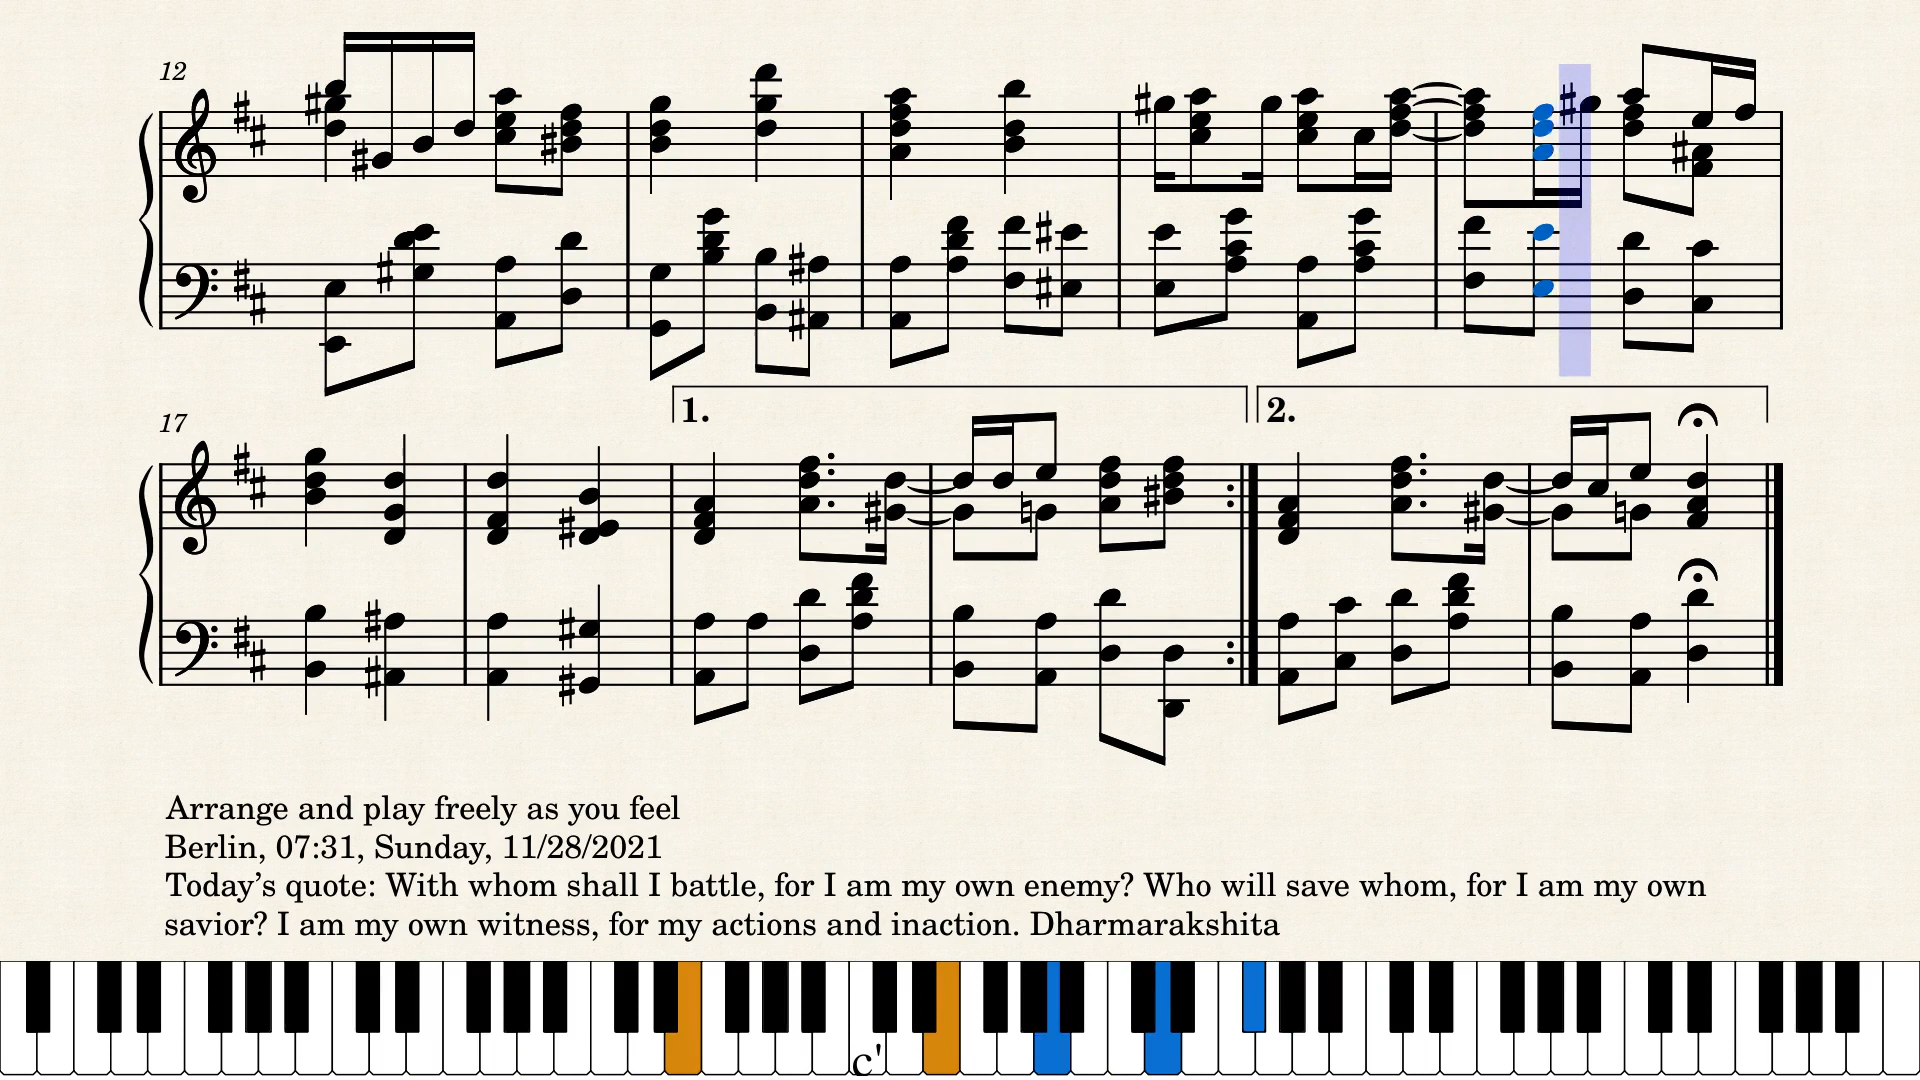 12
17
1.
2.
Arrange and play freely as you feel
Berlin, 07:31, Sunday, 11/28/2021
Today’s quote: With whom shall I battle, for I am my own enemy? Who will save whom, for I am my own
savior? I am my own witness, for my actions and inaction. Dharmarakshita
c'